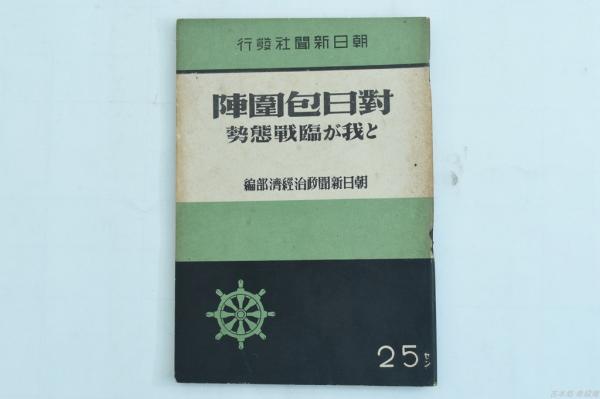 行發社聞新日朝
陣圍包日對
勢態戰臨が我と
編部濟經治政聞新日朝
25セン